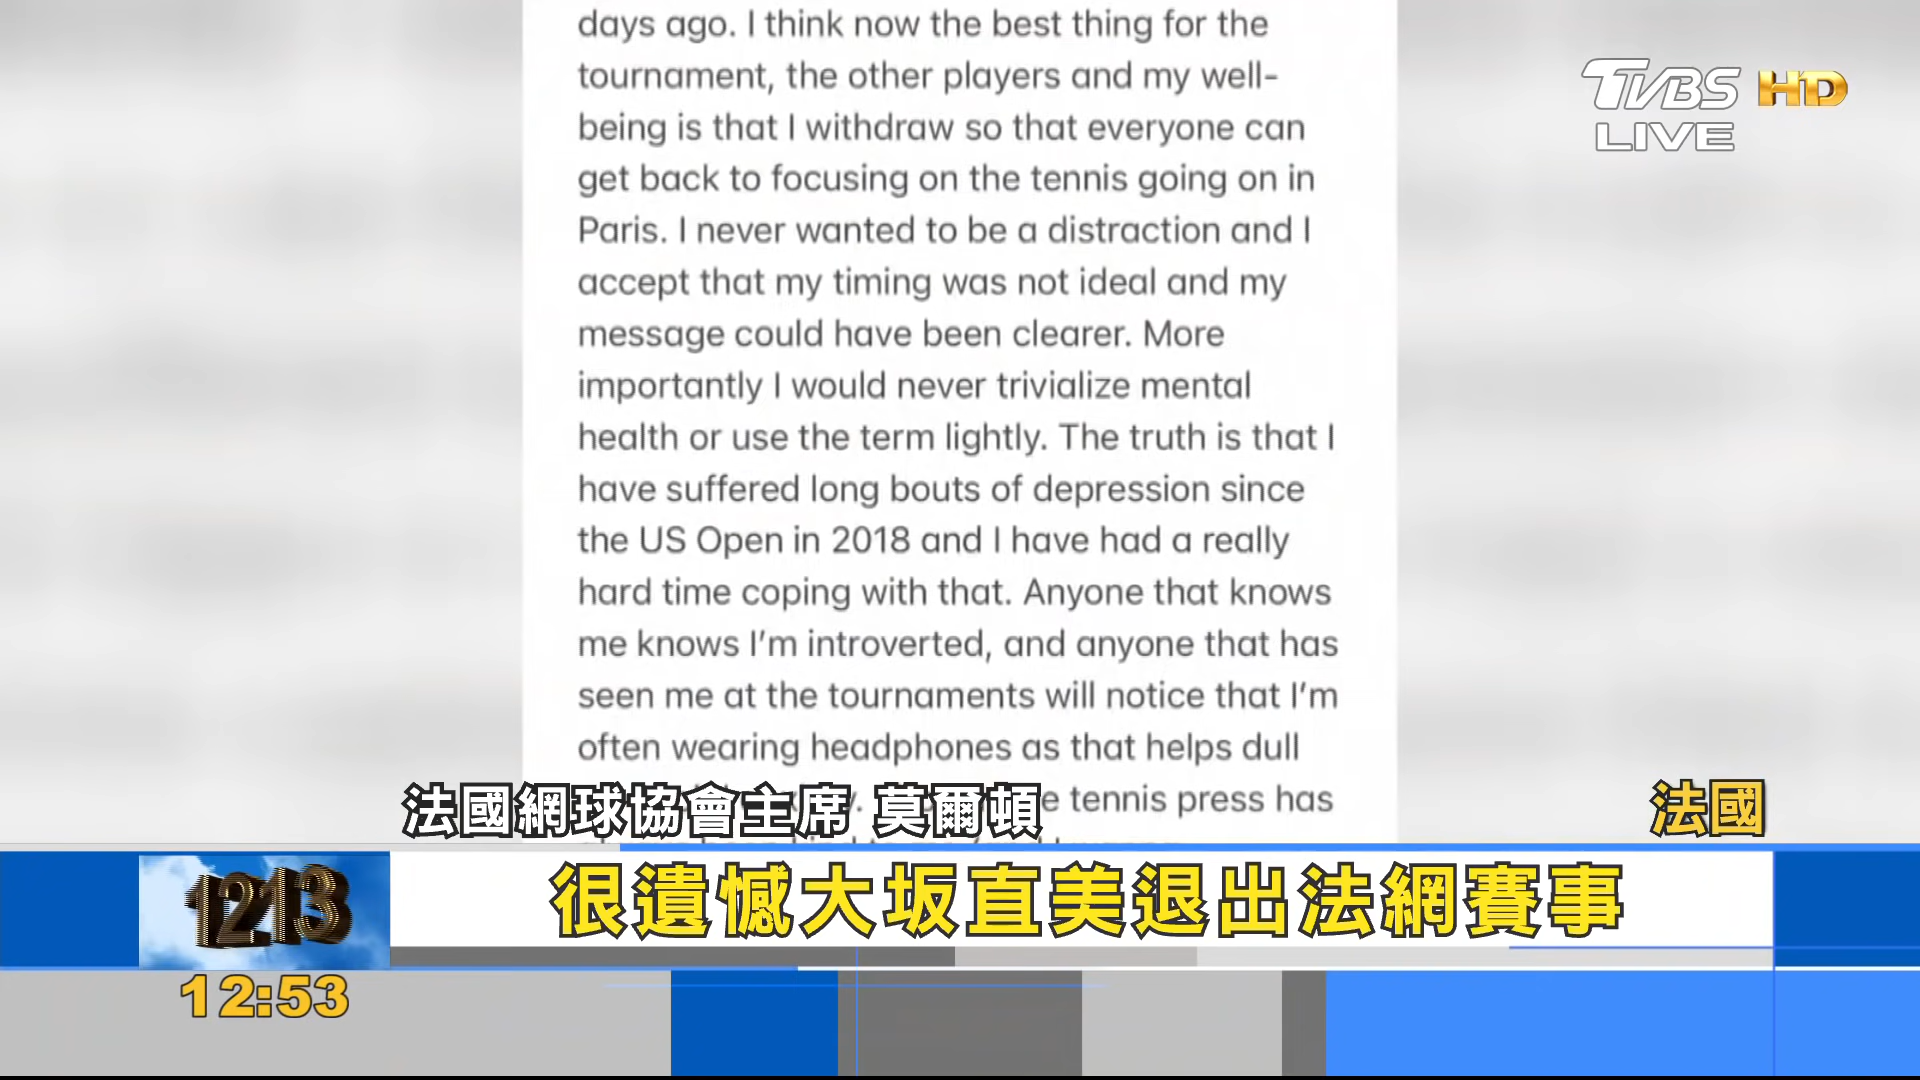 days ago. I think now the best thing for the
tournament, the other players and my well-
being is that I withdraw so that everyone can
get back to focusing on the tennis going on in
Paris. I never wanted to be a distraction and I
accept that my timing was not ideal and my
message could have been clearer. More
importantly I would never trivialize mental
health or use the term lightly. The truth is that I
have suffered long bouts of depression since
the US Open in 2018 and I have had a really
hard time coping with that. Anyone that knows
me knows I'm introverted, and anyone that has
seen me at the tournaments will notice that I'm
often wearing headphones as that helps dull
tennis press has
TVBS HD
LIVE
法國網球協會主席 莫爾頓
法國
很遺憾大坂直美退出法網賽事
1213
12:53